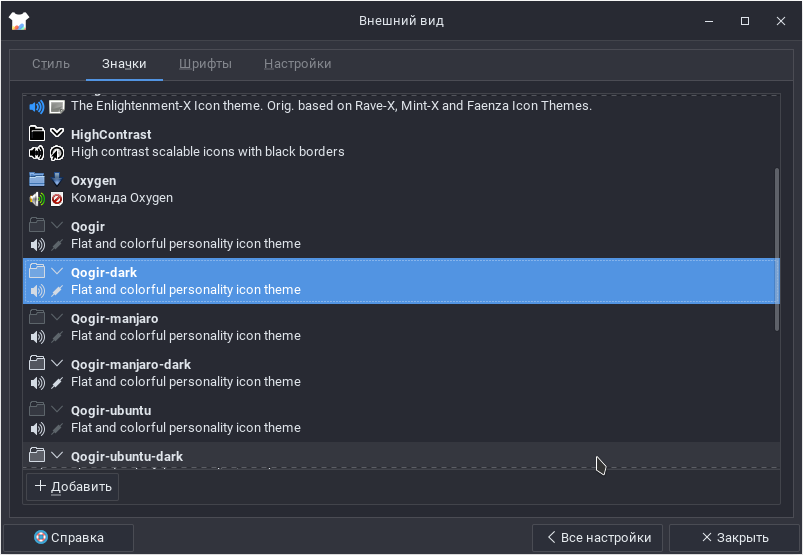 Внешний вид
Стиль
Значки
Шрифты
Настройки
The Enlightenment-X Icon theme. Orig. based on Rave-X, Mint-X and Faenza Icon Themes.
HighContrast
High contrast scalable icons with black borders
Oxygen
Команда Oxygen
Qogir
Flat and colorful personality icon theme
Qogir-dark
Flat and colorful personality icon theme
Qogir-manjaro
Flat and colorful personality icon theme
Qogir-manjaro-dark
Flat and colorful personality icon theme
Qogir-ubuntu
Flat and colorful personality icon theme
Qogir-ubuntu-dark
Добавить
Справка
Все настройки
Закрыть